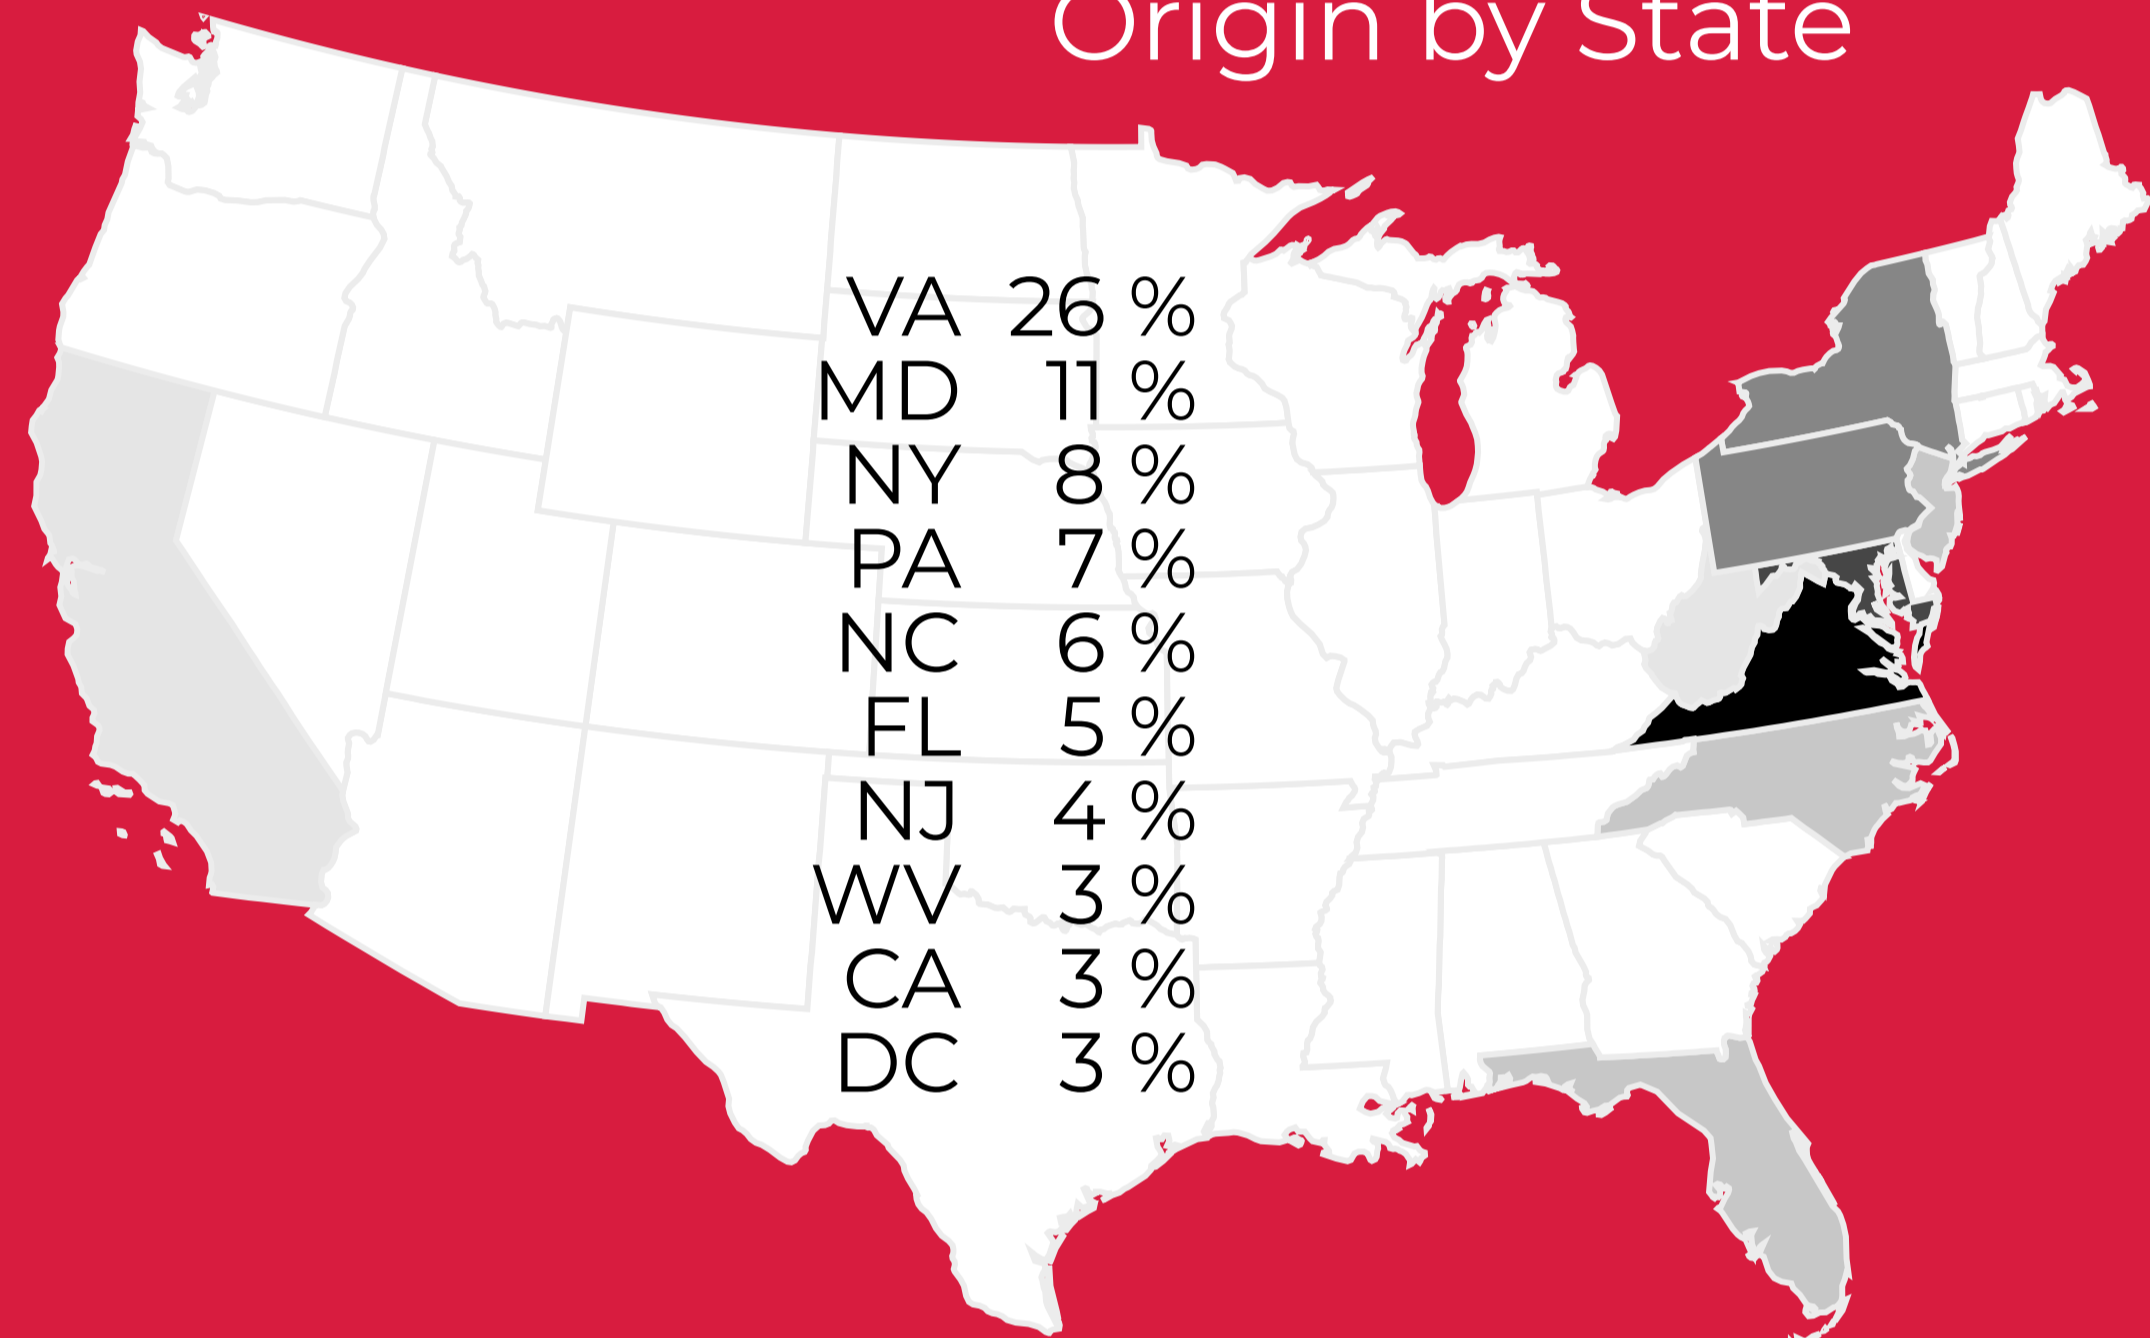 Origin by State
VA 26 %
MD 11 %
NY 8 %
PA 7 %
NC 6 %
FL 5 %
NJ 4 %
WV 3 %
CA 3 %
DC 3 %